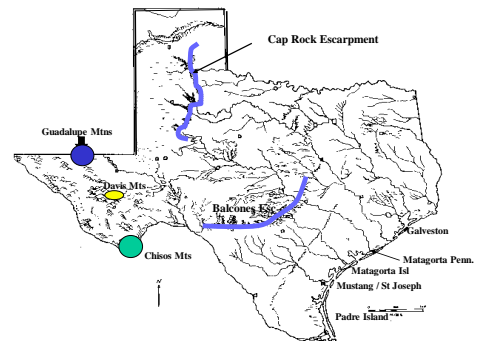 Cap Rock Escarpment
Guadalupe Mtns
Davis Mts
Balcones Esc
Chisos Mts
Galveston
Matagorta Penn.
Matagorta Isl
Mustang / St Joseph
Padre Island